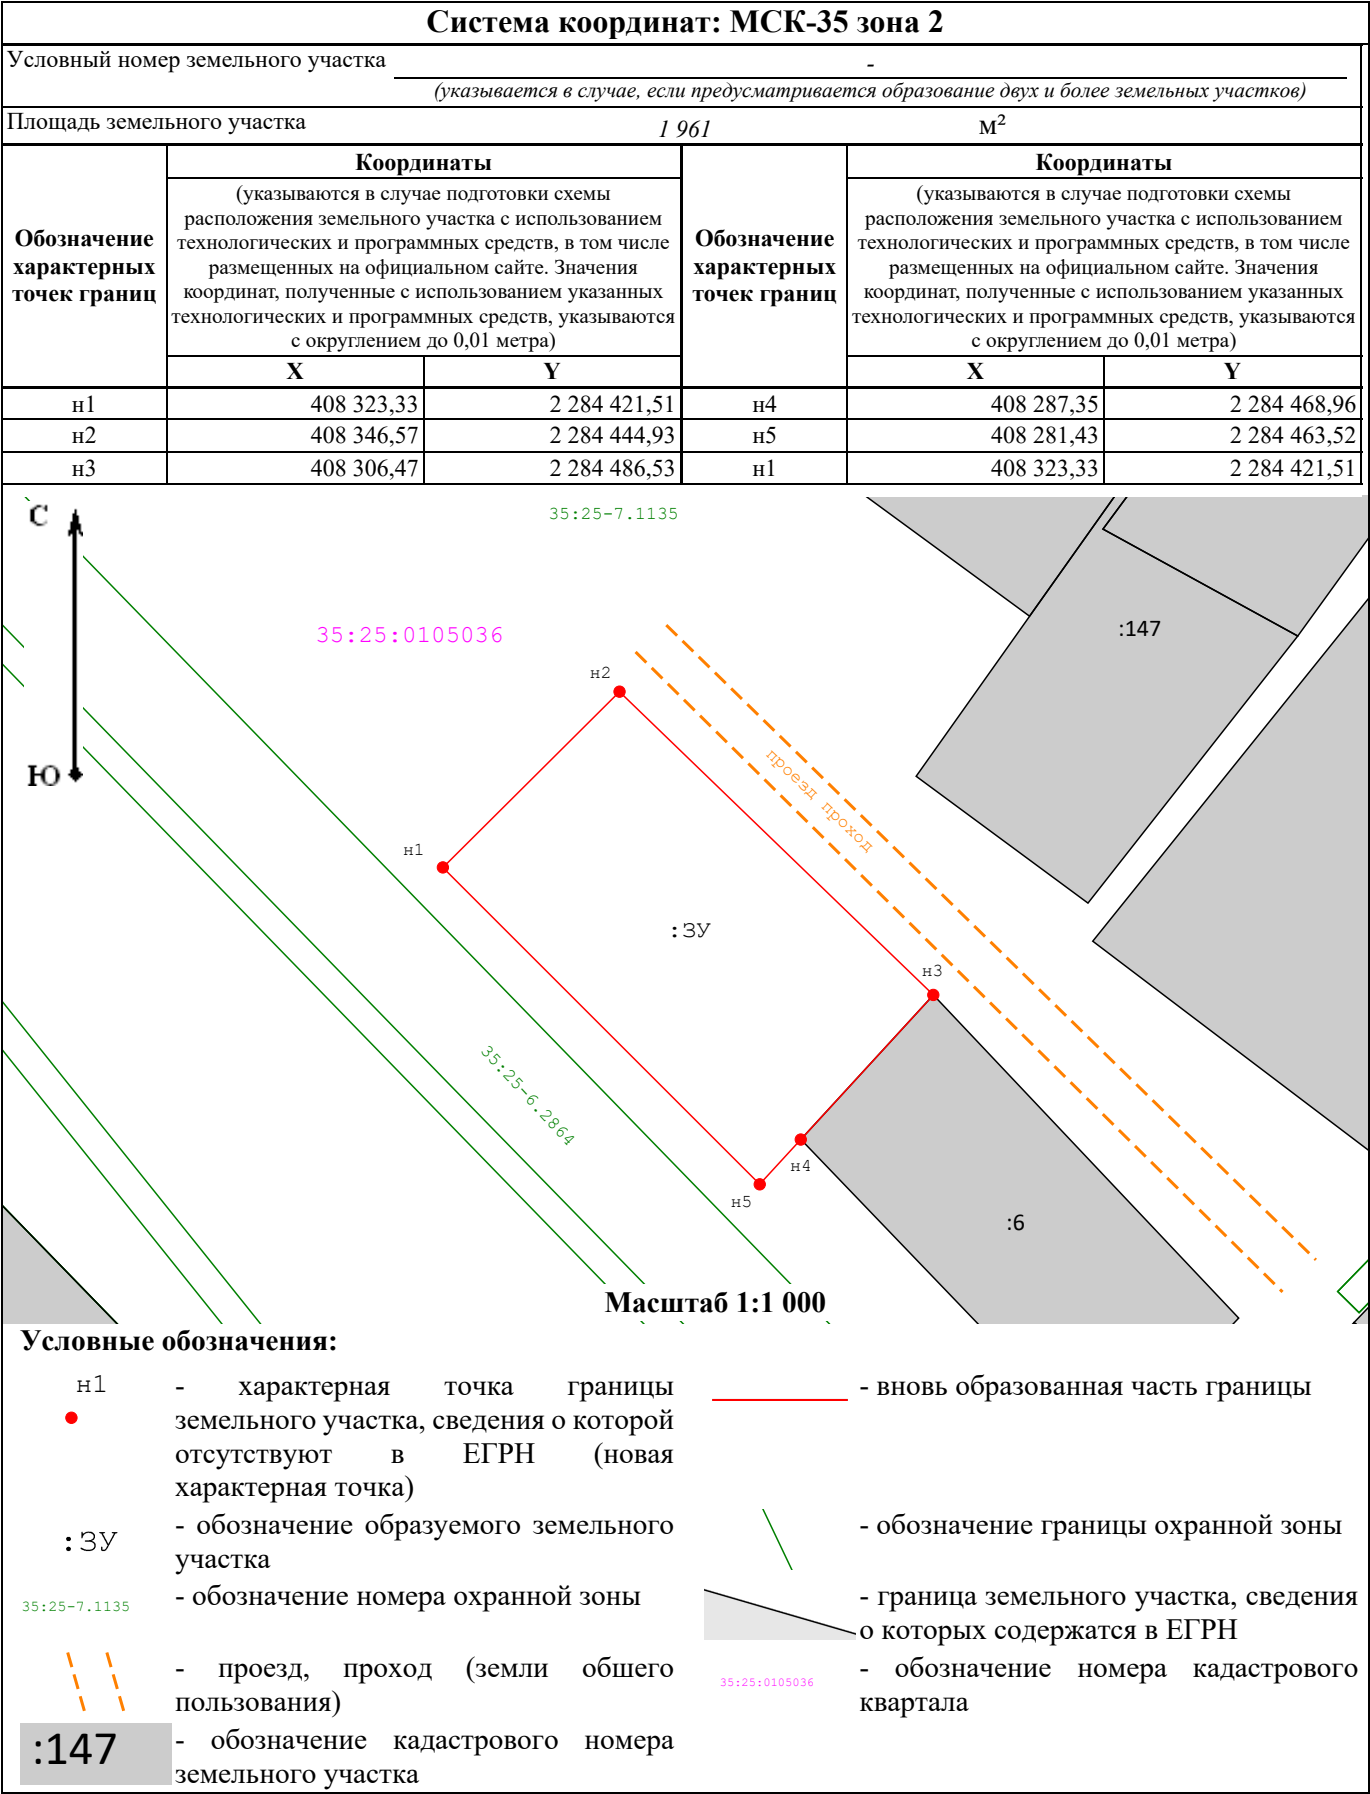 Система координат: МСК-35 зона 2
Условный номер земельного участка -
(указывается в случае, если предусматривается образование двух и более земельных участков)
Площадь земельного участка 1 961 м²
Обозначение
характерных
точек границ
Координаты
(указываются в случае подготовки схемы
расположения земельного участка с использованием
технологических и программных средств, в том числе
размещенных на официальном сайте. Значения
координат, полученные с использованием указанных
технологических и программных средств, указываются
с округлением до 0,01 метра)
X Y
Обозначение
характерных
точек границ
Координаты
(указываются в случае подготовки схемы
расположения земельного участка с использованием
технологических и программных средств, в том числе
размещенных на официальном сайте. Значения
координат, полученные с использованием указанных
технологических и программных средств, указываются
с округлением до 0,01 метра)
X Y
н1 408 323,33 2 284 421,51 н4 408 287,35 2 284 468,96
н2 408 346,57 2 284 444,93 н5 408 281,43 2 284 463,52
н3 408 306,47 2 284 486,53 н1 408 323,33 2 284 421,51
С
35:25-7.1135
35:25:0105036
:147
н2
Ю
проезд проход
н1
:ЗУ
н3
35:25-6.2864
н4
н5
:6
Масштаб 1:1 000
Условные обозначения:
н1
- характерная точка границы
земельного участка, сведения о которой
отсутствуют в ЕГРН (новая
характерная точка)
- вновь образованная часть границы
:ЗУ
- обозначение образуемого земельного
участка
- обозначение границы охранной зоны
35:25-7.1135
- обозначение номера охранной зоны
- граница земельного участка, сведения
о которых содержатся в ЕГРН
- проезд, проход (земли обшего
пользования)
35:25:0105036
- обозначение номера кадастрового
квартала
:147
- обозначение кадастрового номера
земельного участка